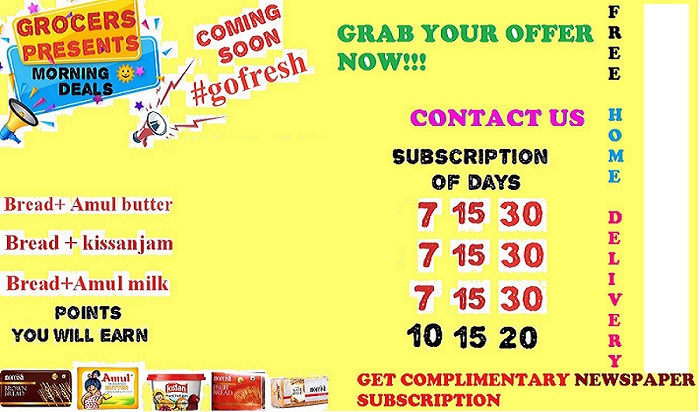 GROCERS
PRESENTS
MORNING
DEALS
COMING
SOON
#gofresh
GRAB YOUR OFFER
NOW!!!
CONTACT US
SUBSCRIPTION
OF DAYS
Bread+ Amul butter
7 15 30
Bread + kissanjam
7 15 30
Bread+Amul milk
7 15 30
POINTS
YOU WILL EARN
10 15 20
FREE HOME DELIVERY
Amul
BUTTER
kissan
BREAD
GET COMPLIMENTARY NEWSPAPER
SUBSCRIPTION